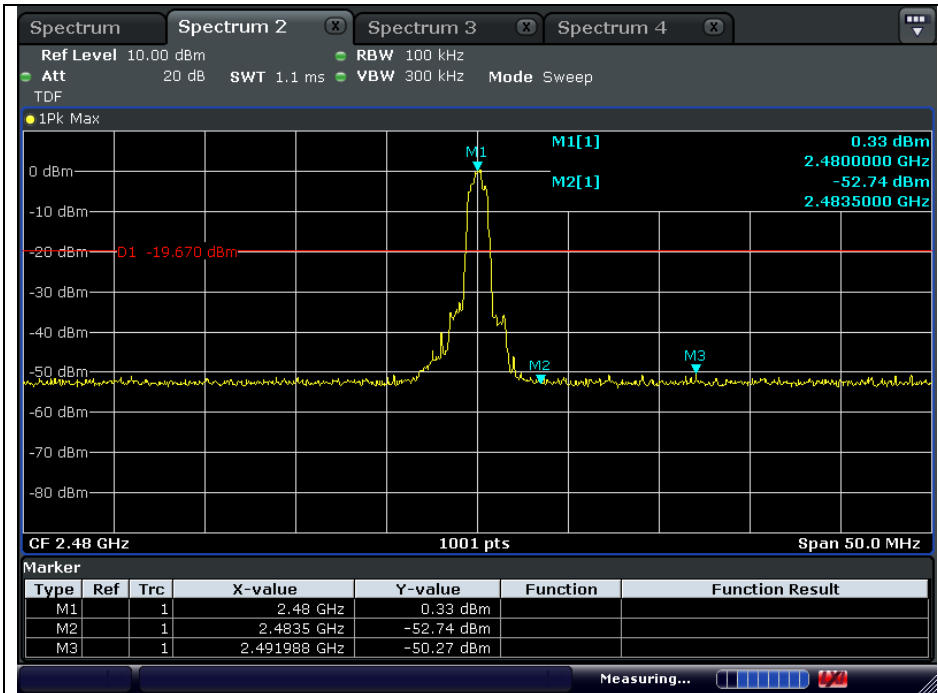 Spectrum Spectrum 2 X Spectrum 3 X Spectrum 4 X
Ref Level 10.00 dBm RBW 100 kHz
Att 20 dB SWT 1.1 ms VBW 300 kHz Mode Sweep
TDF
1Pk Max
M1[1] 0.33 dBm
2.4800000 GHz
M2[1] -52.74 dBm
2.4835000 GHz
M1
0 dBm
-10 dBm
-20 dBm D1 -19.670 dBm
-30 dBm
-40 dBm
M3
M2
-50 dBm
-60 dBm
-70 dBm
-80 dBm
CF 2.48 GHz 1001 pts Span 50.0 MHz
Marker
Type Ref Trc X-value Y-value Function Function Result
M1 1 2.48 GHz 0.33 dBm
M2 1 2.4835 GHz -52.74 dBm
M3 1 2.491988 GHz -50.27 dBm
Measuring...